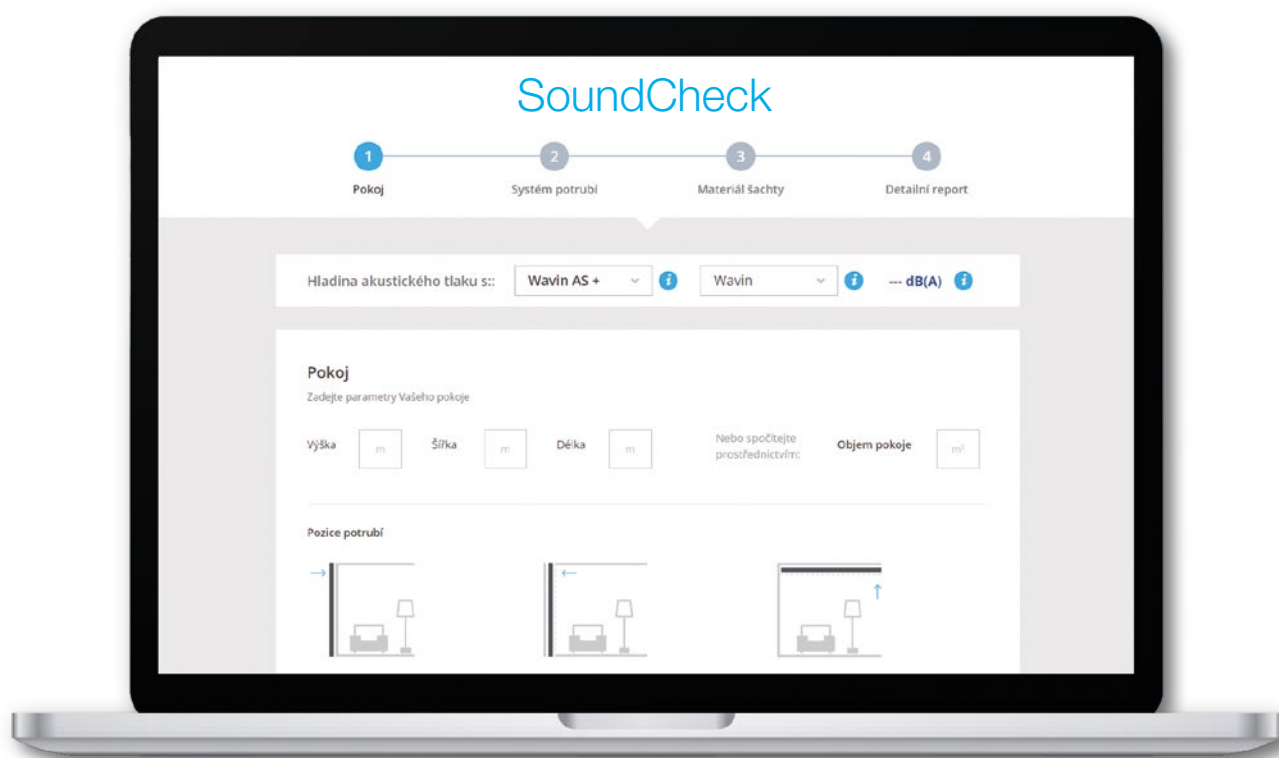 SoundCheck
1 2 3 4
Pokoj Systém potrubí Materiál šachty Detailní report
Hladina akustického tlaku s:: Wavin AS + i Wavin i --- dB(A) i
Pokoj
Zadejte parametry Vašeho pokoje
Výška m Šířka m Délka m Nebo spočítejte prostřednictvím: Objem pokoje m³
Pozice potrubí